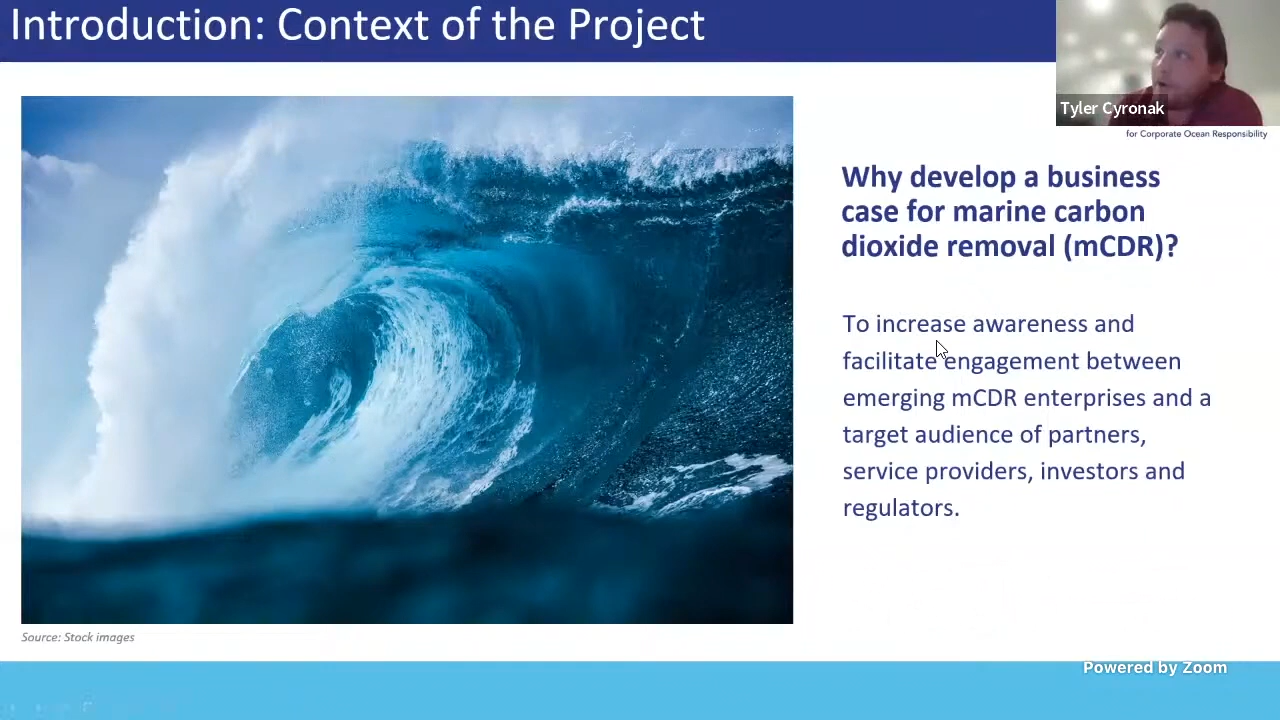 Introduction: Context of the Project
Tyler Cyronak
for Corporate Ocean Responsibility
Why develop a business
case for marine carbon
dioxide removal (mCDR)?
To increase awareness and
facilitate engagement between
emerging mCDR enterprises and a
target audience of partners,
service providers, investors and
regulators.
Source: Stock images
Powered by Zoom